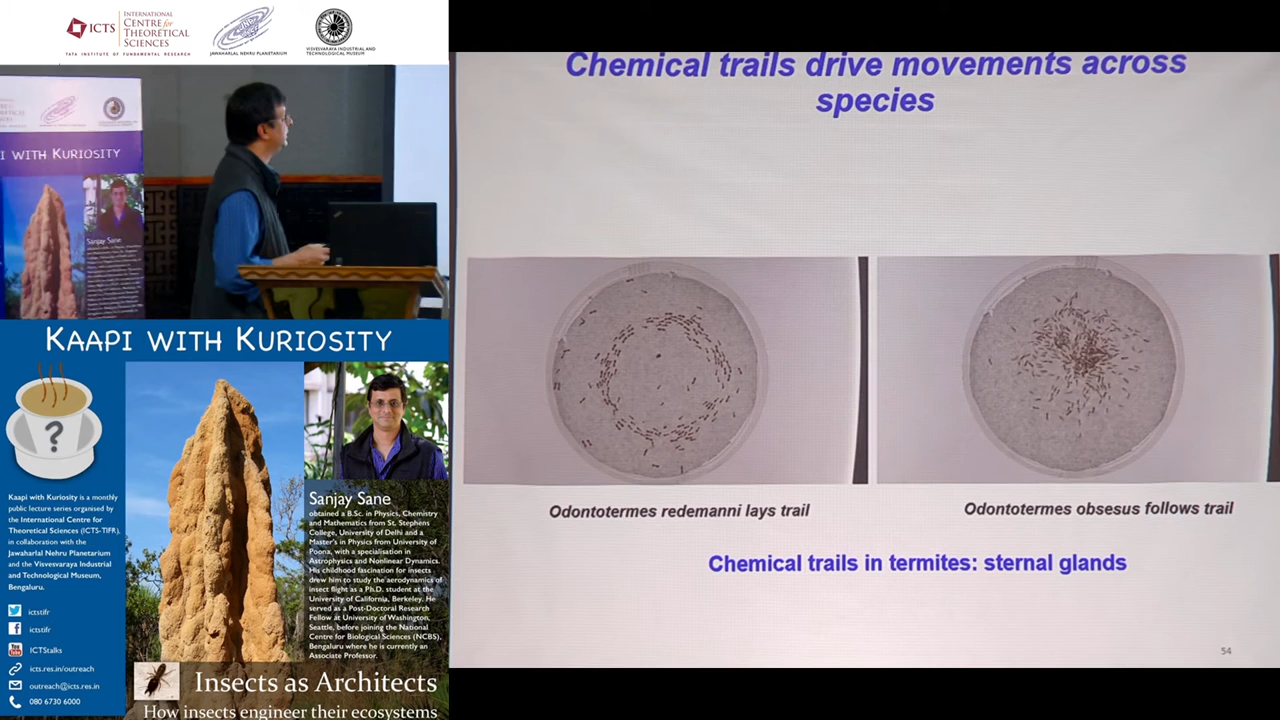 ICTS
INTERNATIONAL
CENTRE for
THEORETICAL
SCIENCES
TATA INSTITUTE OF FUNDAMENTAL RESEARCH
JAWAHARLAL NEHRU PLANETARIUM
VISVESVARAYA INDUSTRIAL AND
TECHNOLOGICAL MUSEUM
I WITH KURIOSITY
Sanjay Sane
KAAPI WITH KURIOSITY
?
Kaapi with Kuriosity is a monthly
public lecture series organised by
the International Centre for
Theoretical Sciences (ICTS-TIFR),
in collaboration with the
Jawaharlal Nehru Planetarium
and the Visvesvaraya Industrial
and Technological Museum,
Bengaluru.
ictstifr
ictstifr
ICTStalks
icts.res.in/outreach
outreach@icts.res.in
080 6730 6000
Sanjay Sane
obtained a B.Sc. in Physics, Chemistry
and Mathematics from St. Stephens
College, University of Delhi and a
Master's in Physics from University of
Poona, with a specialisation in
Astrophysics and Nonlinear Dynamics.
His childhood fascination for insects
drew him to study the aerodynamics of
insect flight as a Ph.D. student at the
University of California, Berkeley. He
served as a Post-Doctoral Research
Fellow at University of Washington,
Seattle, before joining the National
Centre for Biological Sciences (NCBS),
Bengaluru where he is currently an
Associate Professor.
Insects as Architects
How insects engineer their ecosystems
Chemical trails drive movements across
species
Odontotermes redemanni lays trail
Odontotermes obsesus follows trail
Chemical trails in termites: sternal glands
54